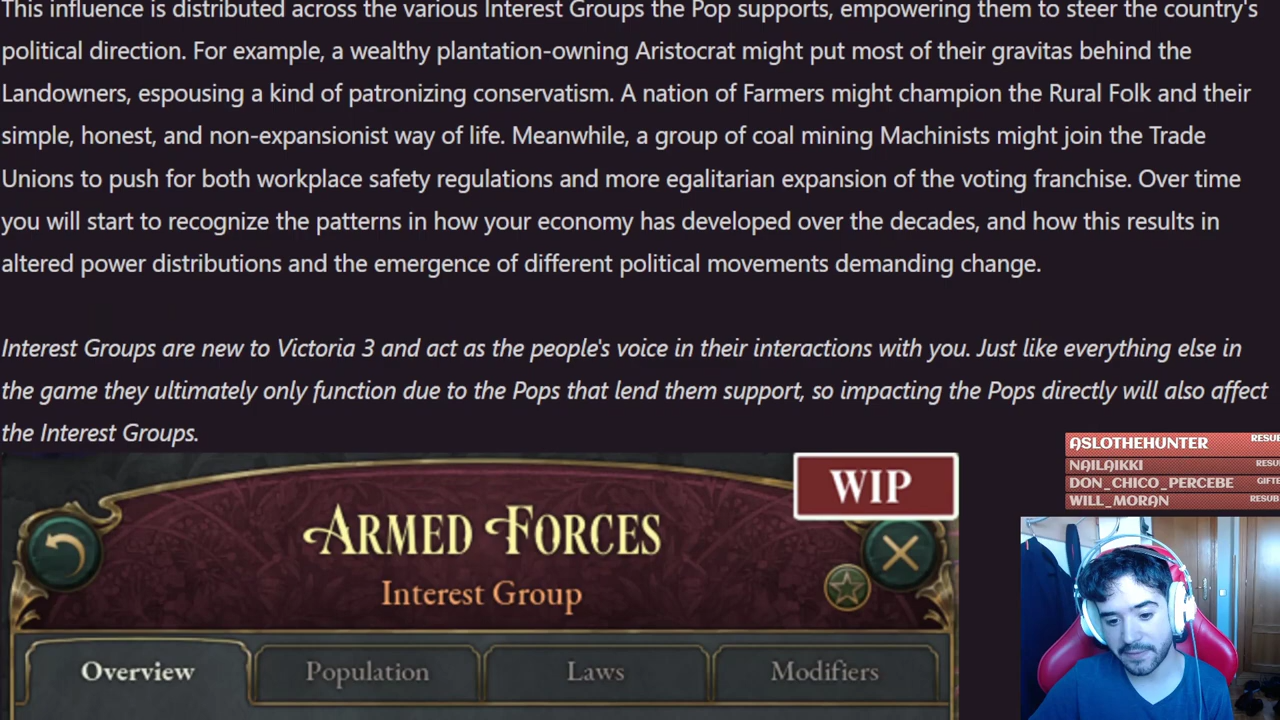 This influence is distributed across the various Interest Groups the Pop supports, empowering them to steer the country's
political direction. For example, a wealthy plantation-owning Aristocrat might put most of their gravitas behind the
Landowners, espousing a kind of patronizing conservatism. A nation of Farmers might champion the Rural Folk and their
simple, honest, and non-expansionist way of life. Meanwhile, a group of coal mining Machinists might join the Trade
Unions to push for both workplace safety regulations and more egalitarian expansion of the voting franchise. Over time
you will start to recognize the patterns in how your economy has developed over the decades, and how this results in
altered power distributions and the emergence of different political movements demanding change.
Interest Groups are new to Victoria 3 and act as the people's voice in their interactions with you. Just like everything else in
the game they ultimately only function due to the Pops that lend them support, so impacting the Pops directly will also affect
the Interest Groups.
WIP
Armed Forces
Interest Group
Overview Population Laws Modifiers
ASLOTHEHUNTER RESUB
NAILAIKKI RESU
DON_CHICO_PERCEBE GIFTE
WILL_MORAN RESUB